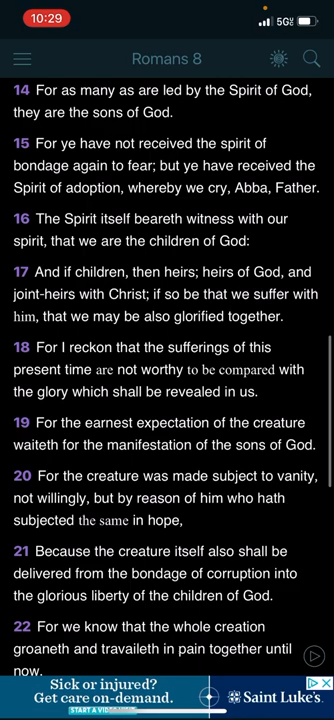 10:29
5G
Romans 8
14 For as many as are led by the Spirit of God,
they are the sons of God.
15 For ye have not received the spirit of
bondage again to fear; but ye have received the
Spirit of adoption, whereby we cry, Abba, Father.
16 The Spirit itself beareth witness with our
spirit, that we are the children of God:
17 And if children, then heirs; heirs of God, and
joint-heirs with Christ; if so be that we suffer with
him, that we may be also glorified together.
18 For I reckon that the sufferings of this
present time are not worthy to be compared with
the glory which shall be revealed in us.
19 For the earnest expectation of the creature
waiteth for the manifestation of the sons of God.
20 For the creature was made subject to vanity,
not willingly, but by reason of him who hath
subjected the same in hope,
21 Because the creature itself also shall be
delivered from the bondage of corruption into
the glorious liberty of the children of God.
22 For we know that the whole creation
groaneth and travaileth in pain together until
now.
Sick or injured?
Get care on-demand.
START A VIDEO
Saint Luke's